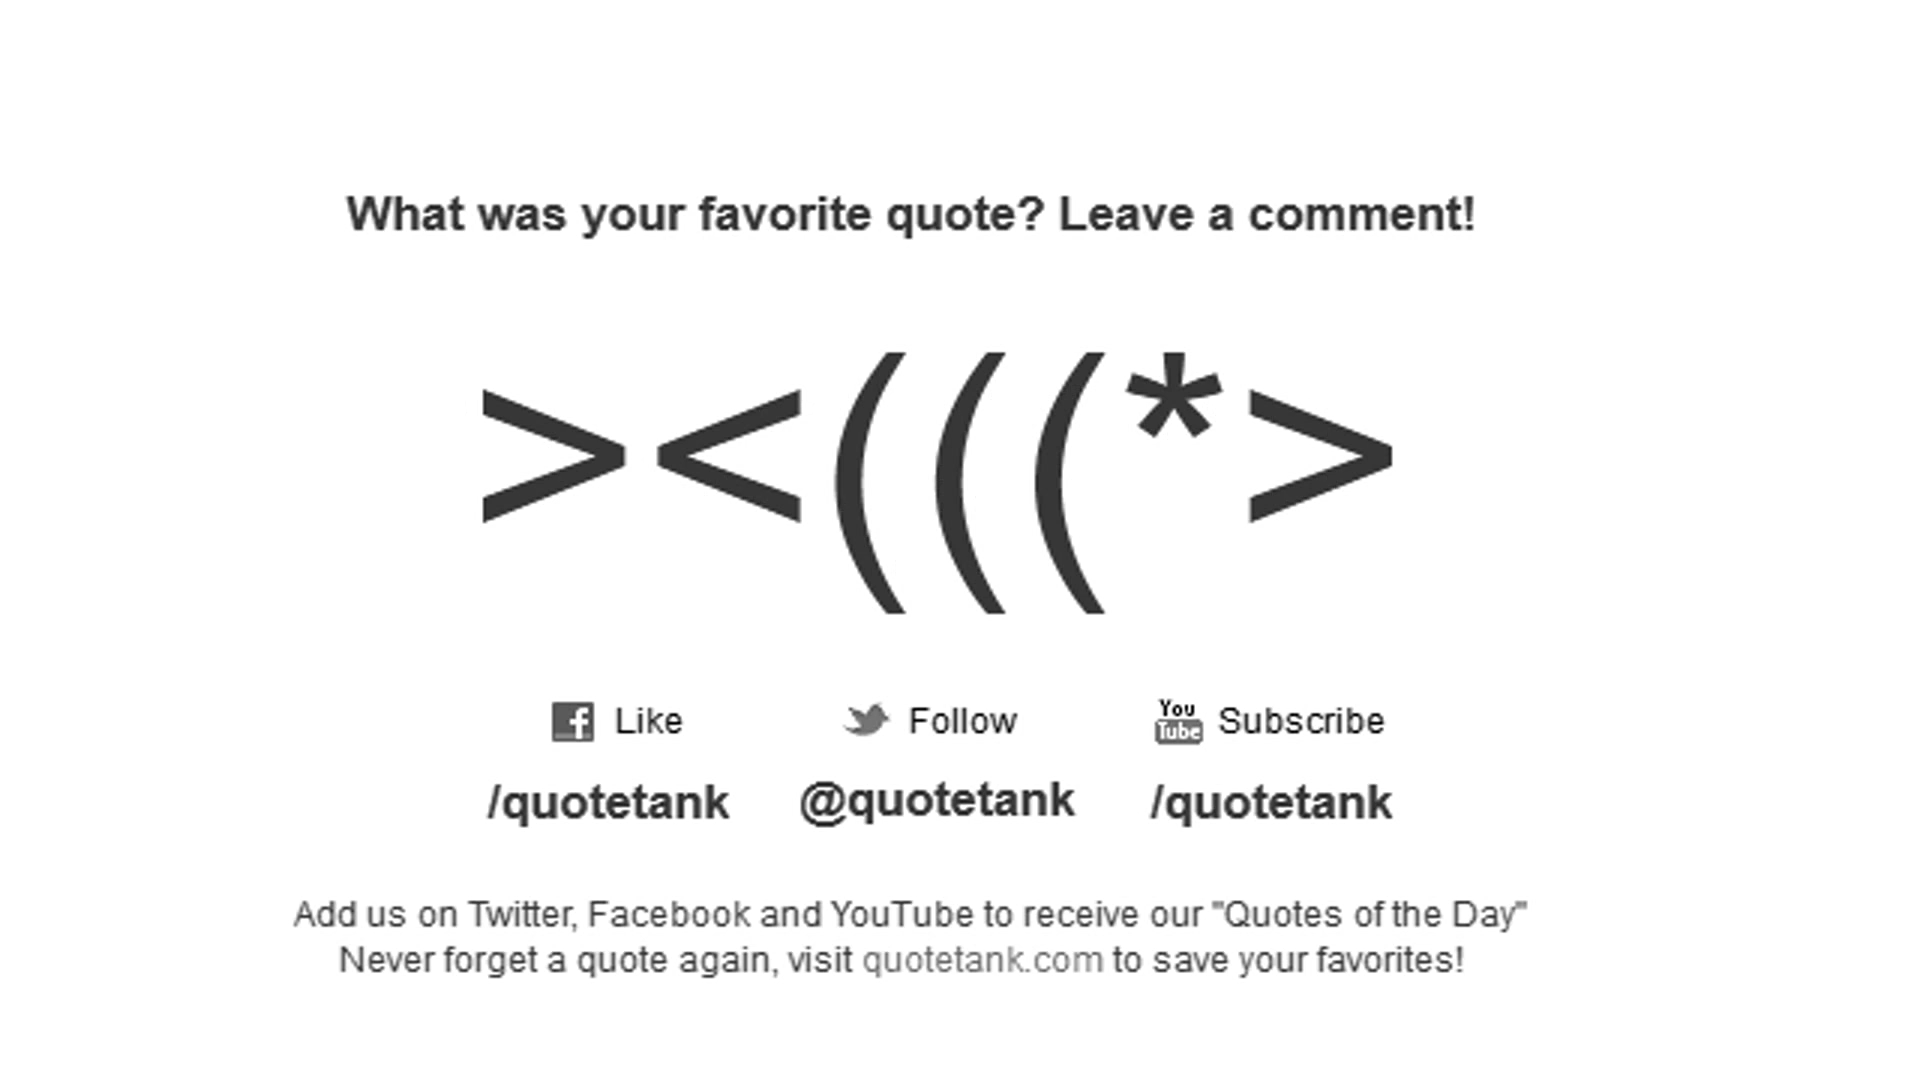 What was your favorite quote? Leave a comment!
><(((*>
f Like
Follow
You Tube Subscribe
/quotetank
@quotetank
/quotetank
Add us on Twitter, Facebook and YouTube to receive our "Quotes of the Day"
Never forget a quote again, visit quotetank.com to save your favorites!